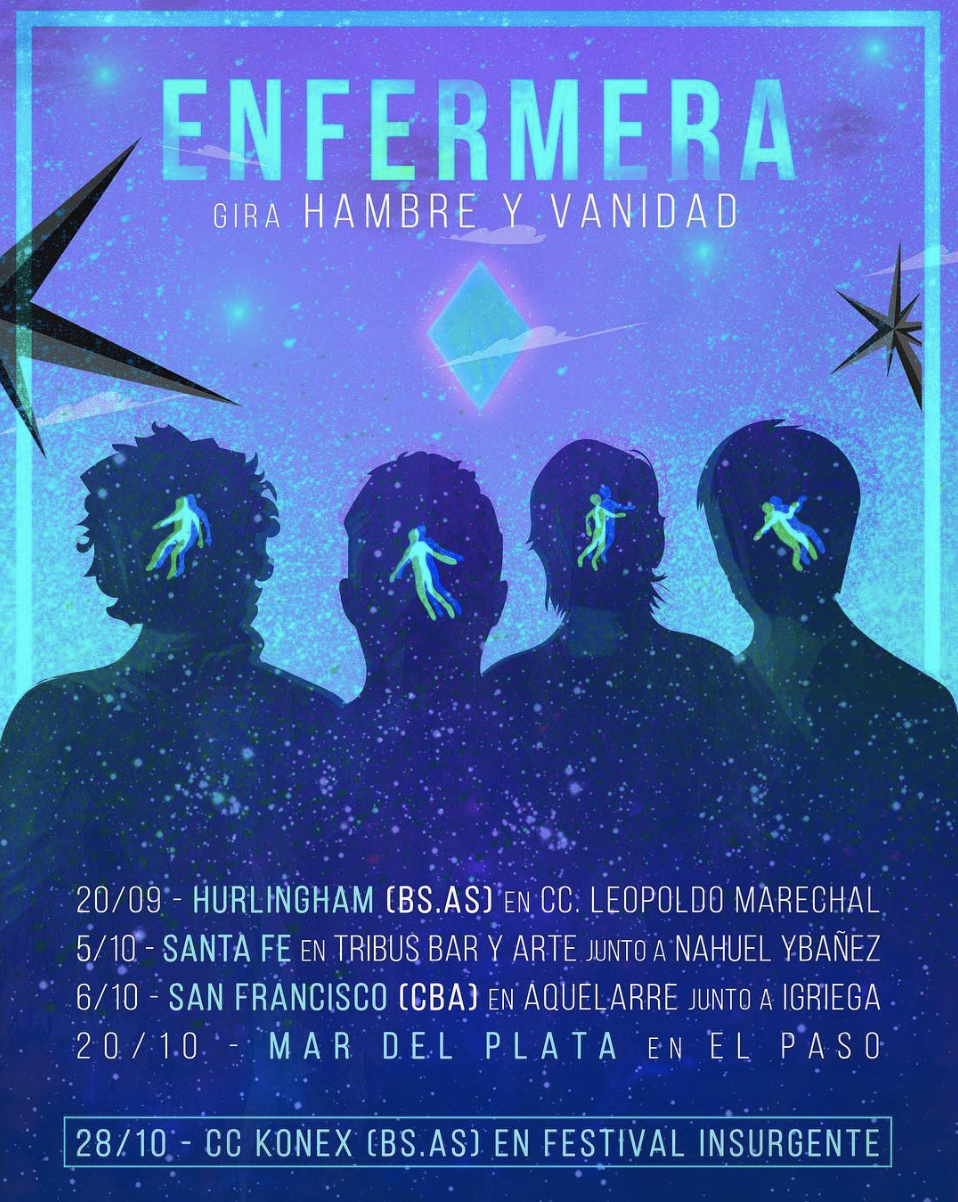 ENFERMERA
GIRA HAMBRE Y VANIDAD
20/09 - HURLINGHAM (BS.AS) EN CC. LEOPOLDO MARECHAL
5/10 - SANTA FE EN TRIBUS BAR Y ARTE JUNTO A NAHUEL YBAÑEZ
6/10 - SAN FRANCISCO (CBA) EN AQUELARRE JUNTO A IGRIEGA
20/10 - MAR DEL PLATA EN EL PASO
28/10 - CC KONEX (BS.AS) EN FESTIVAL INSURGENTE